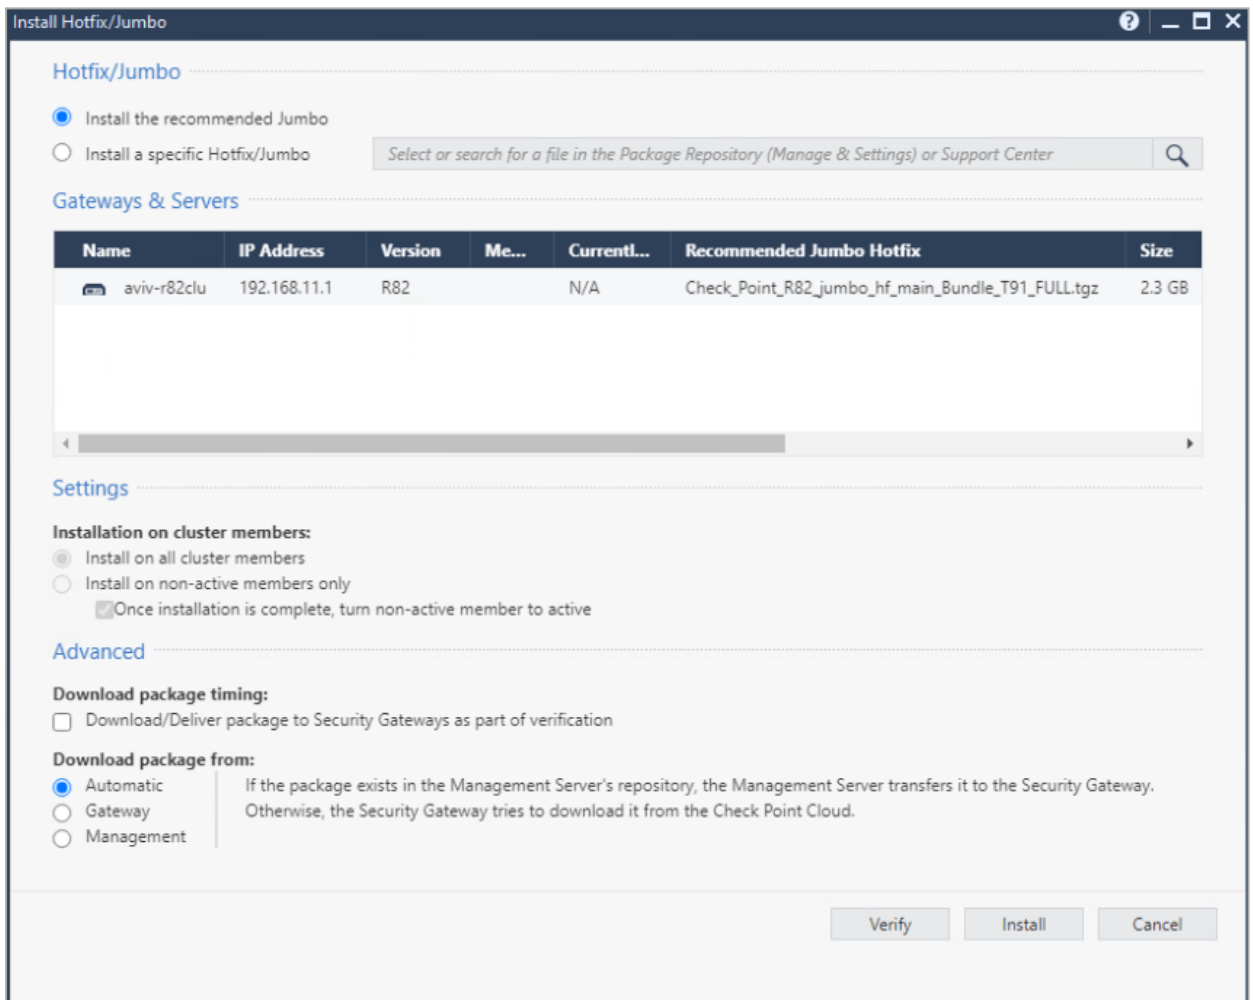 Install Hotfix/Jumbo
Hotfix/Jumbo
Install the recommended Jumbo
Install a specific Hotfix/Jumbo Select or search for a file in the Package Repository (Manage & Settings) or Support Center
Gateways & Servers
Name IP Address Version Me... Currentl... Recommended Jumbo Hotfix Size
aviv-r82clu 192.168.11.1 R82 N/A Check_Point_R82_jumbo_hf_main_Bundle_T91_FULL.tgz 2.3 GB
Settings
Installation on cluster members:
Install on all cluster members
Install on non-active members only
Once installation is complete, turn non-active member to active
Advanced
Download package timing:
Download/Deliver package to Security Gateways as part of verification
Download package from:
Automatic If the package exists in the Management Server's repository, the Management Server transfers it to the Security Gateway.
Gateway Otherwise, the Security Gateway tries to download it from the Check Point Cloud.
Management
Verify Install Cancel